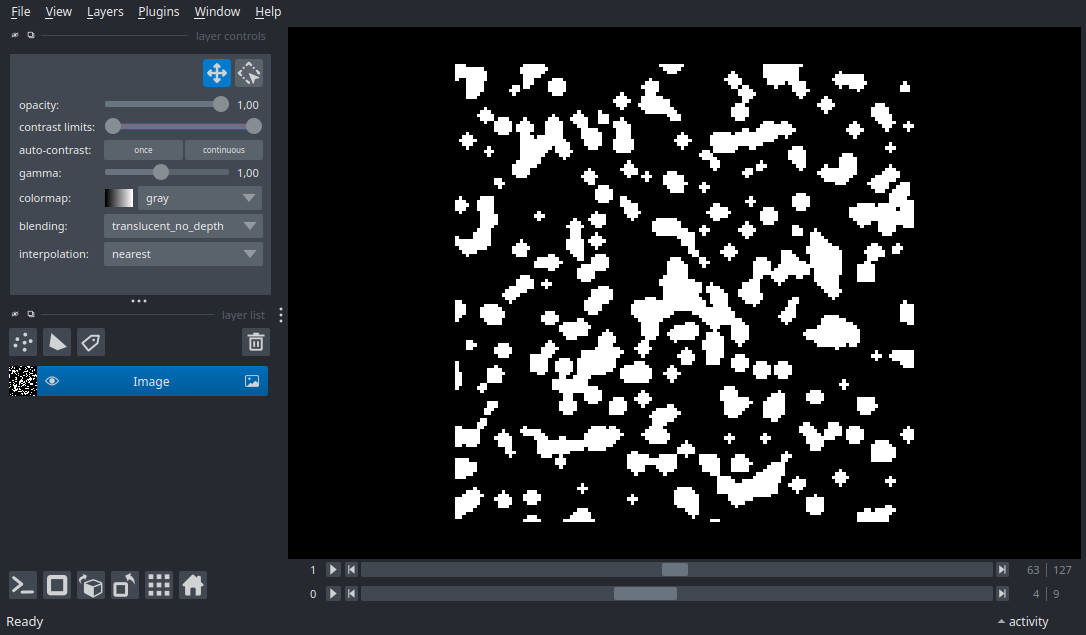 File View Layers Plugins Window Help
layer controls
opacity: 1,00
contrast limits:
auto-contrast: once continuous
gamma: 1,00
colormap: gray
blending: translucent_no_depth
interpolation: nearest
layer list
Image
1 63 127
0 4 9
Ready activity